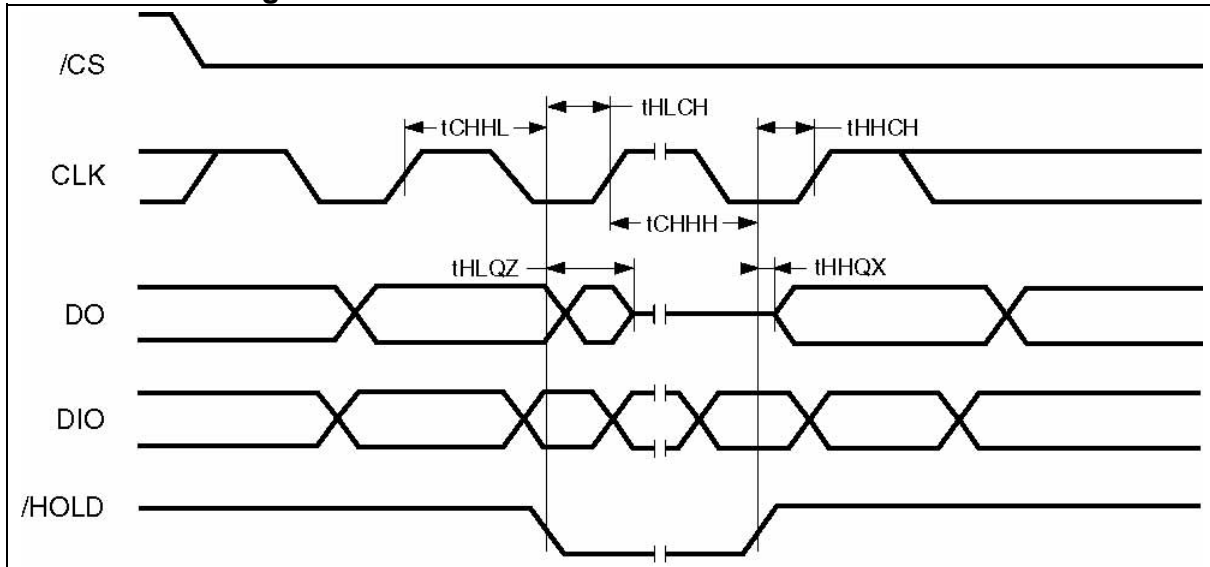 /CS
tHLCH
tCHHL
tHHCH
CLK
tCHHH
tHLQZ
tHHQX
DO
DIO
/HOLD